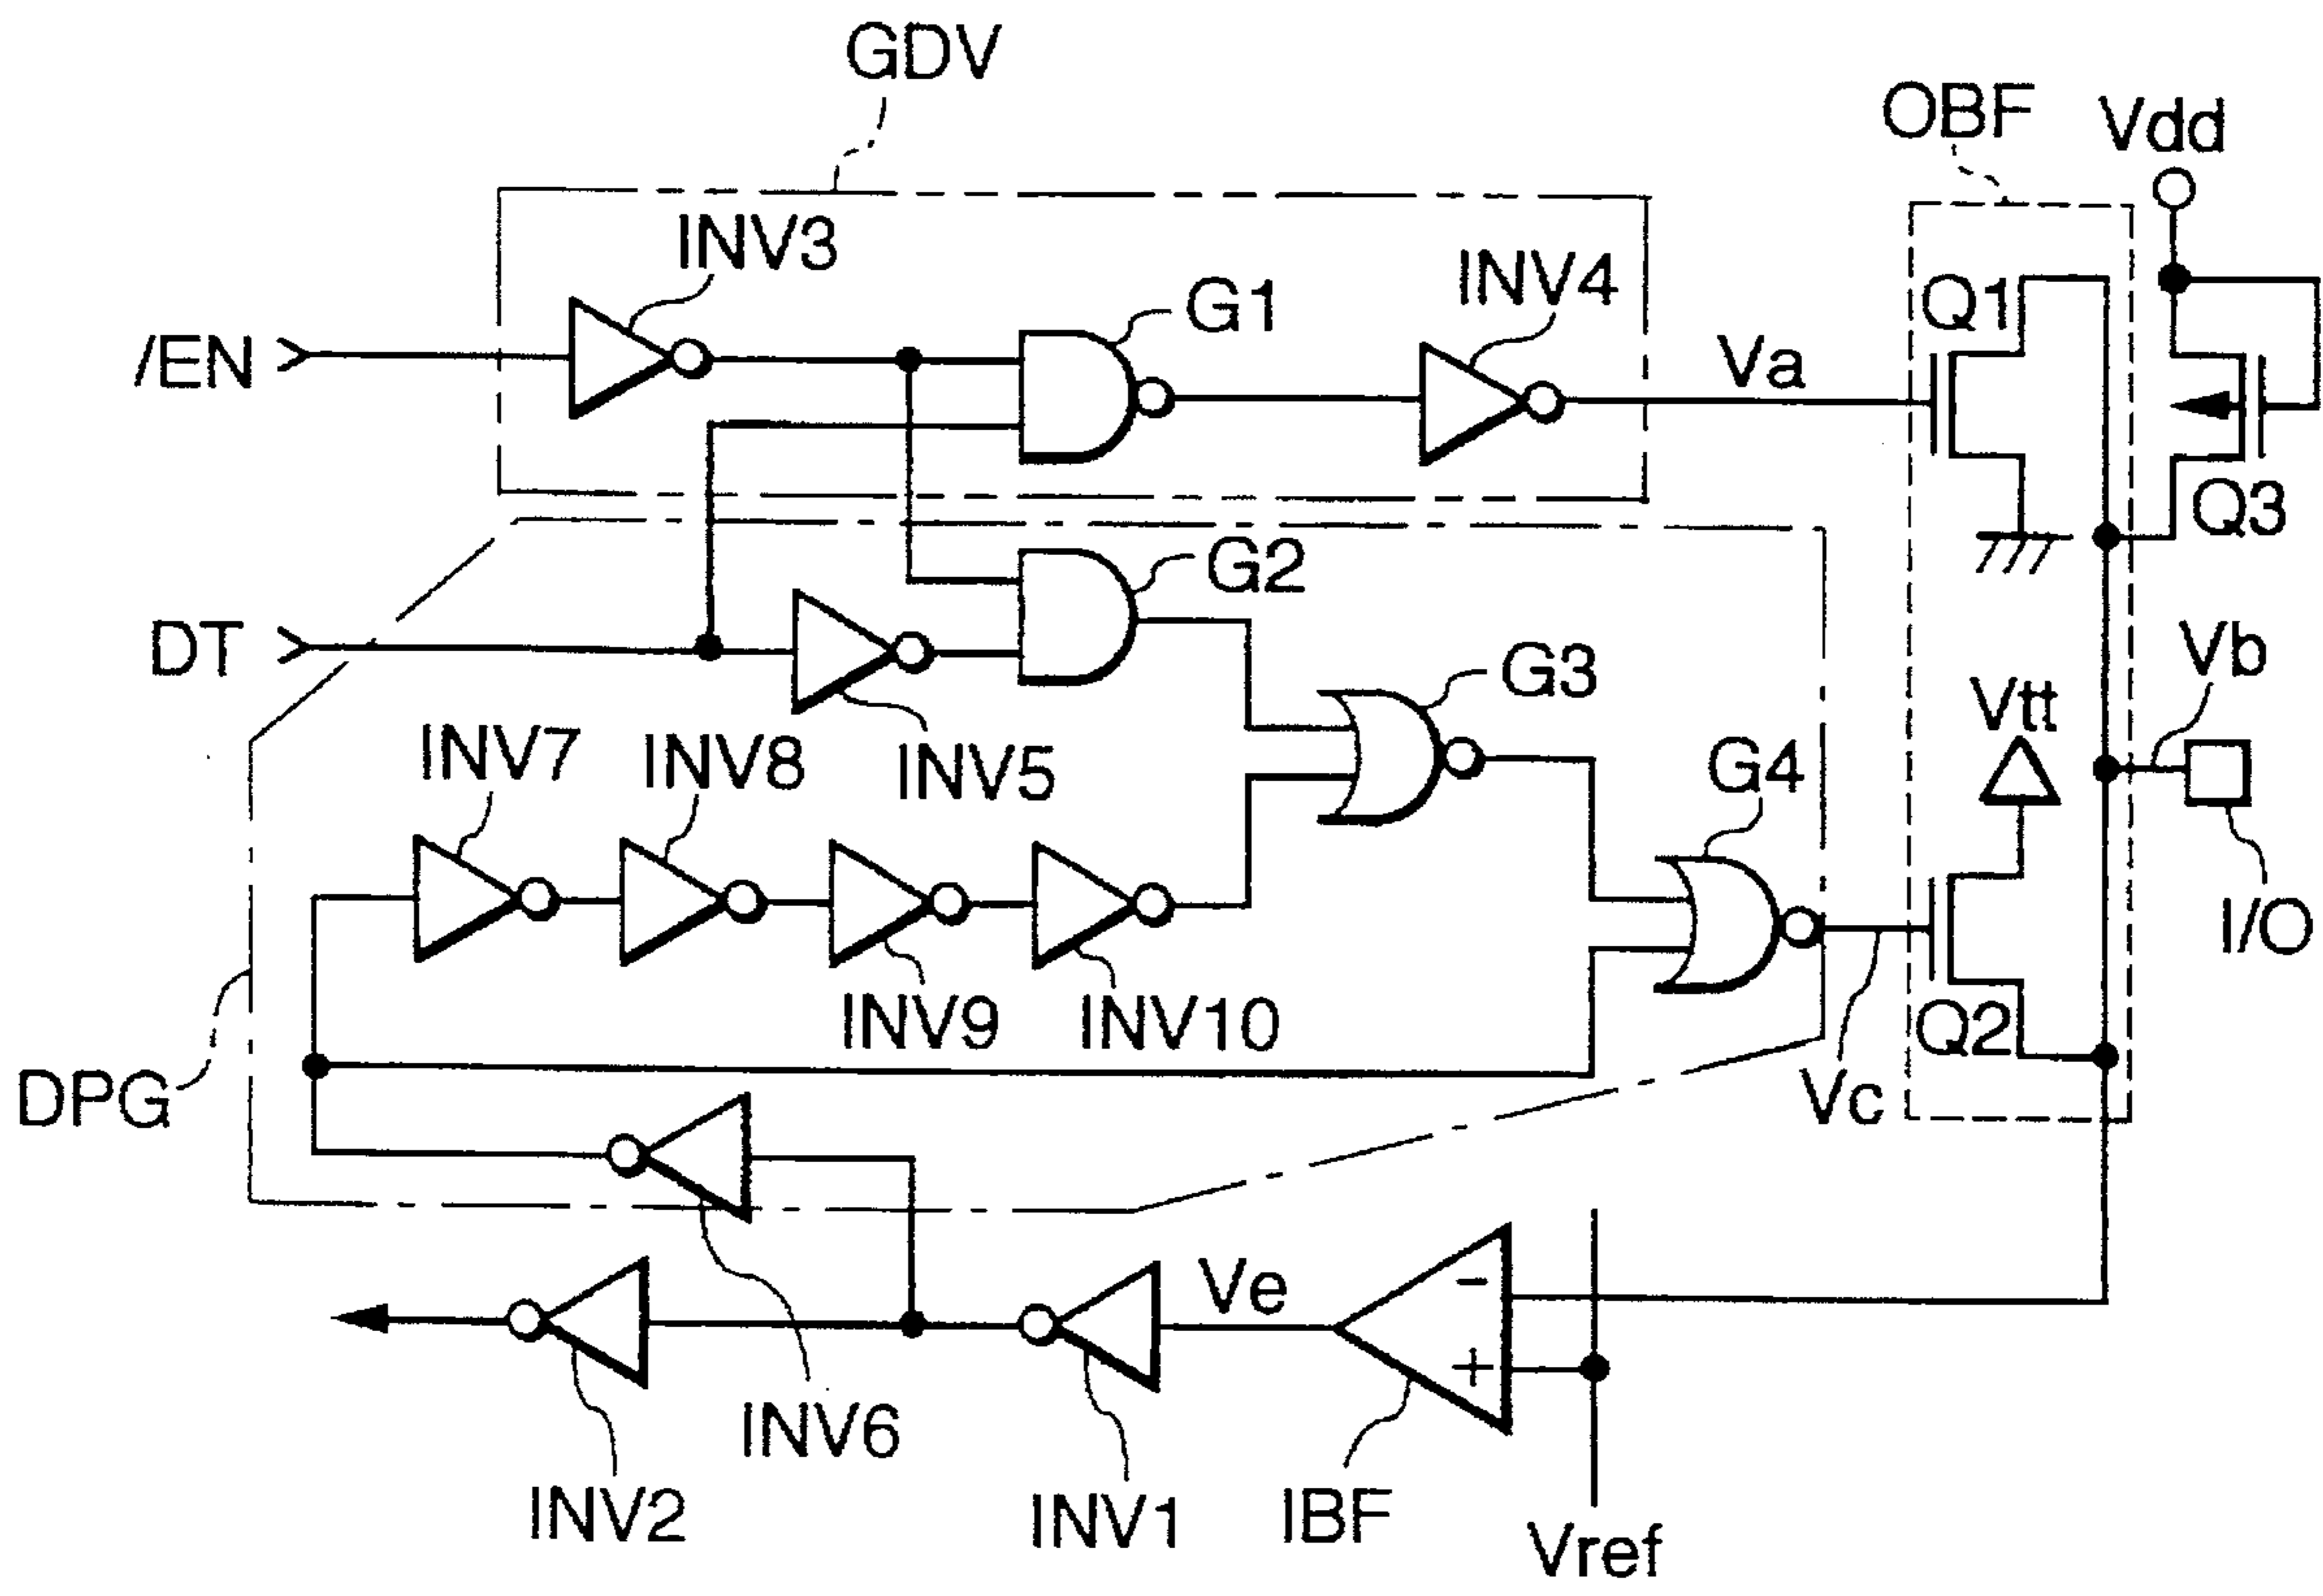 GDV
OBF
Vdd
INV3
INV4
G1
Q1
/EN
Va
Q3
G2
DT
Vb
G3
Vtt
INV7
INV8
INV5
G4
I/O
INV9
INV10
Q2
DPG
Vc
-
Ve
+
INV6
INV2
INV1
IBF
Vref